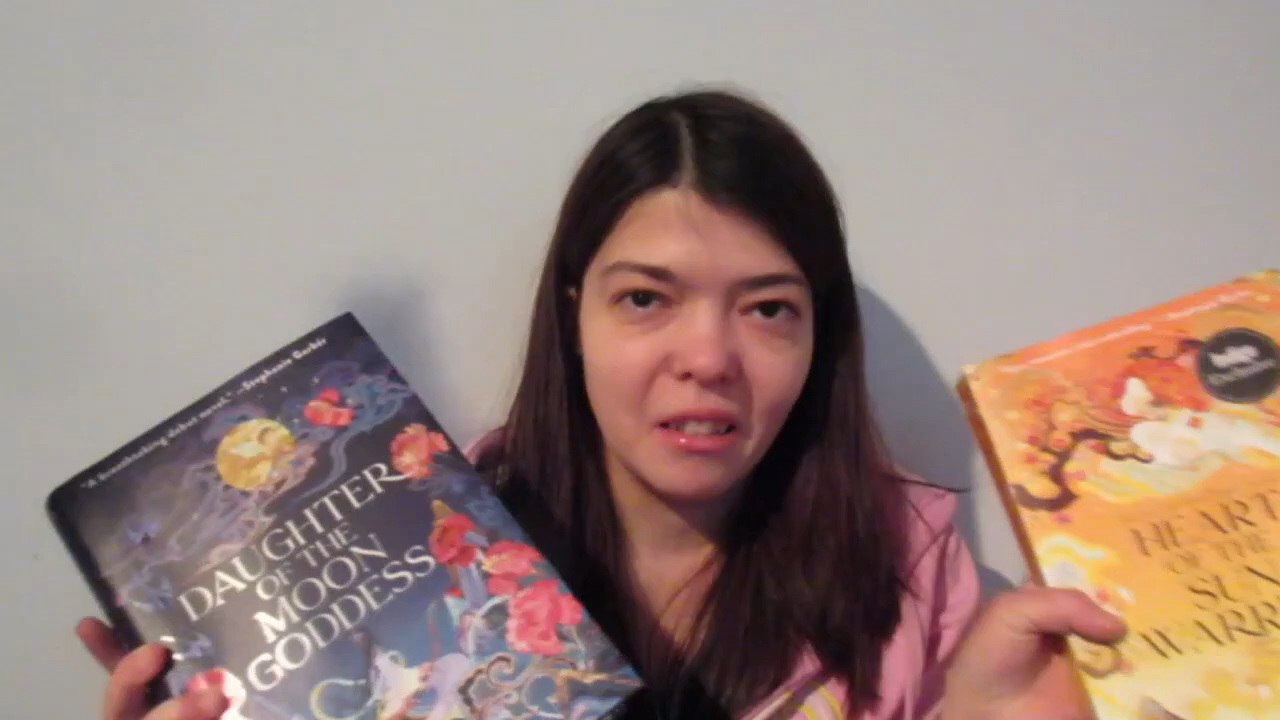 "A breathtaking debut novel."—Stephanie Garber
DAUGHTER
OF THE
MOON
GODDESS
HEART
OF THE
SUN
WARR